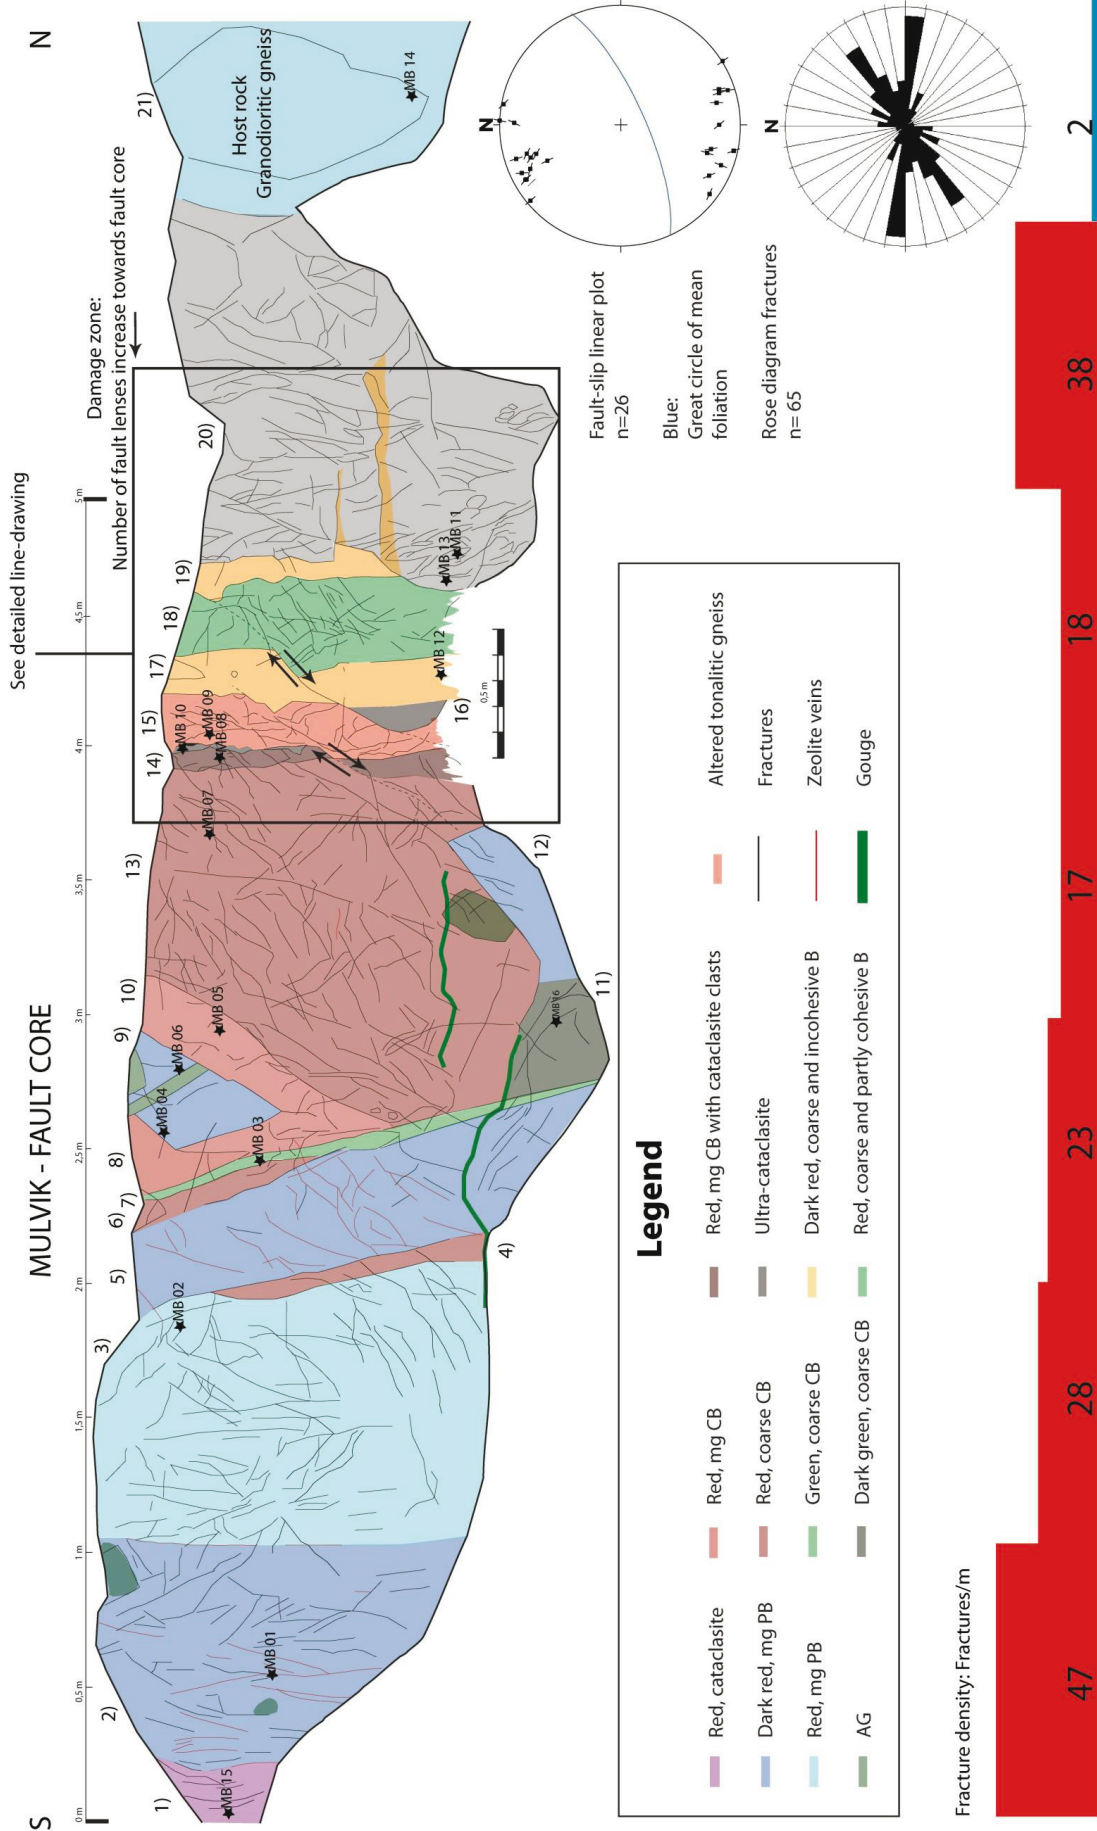 MULVIK - FAULT CORE
S
N
See detailed line-drawing
Damage zone:
Number of fault lenses increase towards fault core
0 m
0,5 m
1 m
1,5 m
2 m
2,5 m
3 m
3,5 m
4 m
4,5 m
5 m
1)
2)
3)
4)
5)
6)
7)
8)
9)
10)
11)
12)
13)
14)
15)
16)
17)
18)
19)
20)
21)
MB 15
MB 01
MB 02
MB 03
MB 04
MB 06
MB 05
MB 16
MB 07
MB 10
MB 09
MB 08
MB 12
MB 13
MB 11
MB 14
Host rock
Granodioritic gneiss
0,5 m
Fault-slip linear plot
n=26
Blue:
Great circle of mean
foliation
Rose diagram fractures
n= 65
N
N
Legend
Red, cataclasite
Dark red, mg PB
Red, mg PB
AG
Red, mg CB
Red, coarse CB
Green, coarse CB
Dark green, coarse CB
Red, mg CB with cataclasite clasts
Ultra-cataclasite
Dark red, coarse and incohesive B
Red, coarse and partly cohesive B
Altered tonalitic gneiss
Fractures
Zeolite veins
Gouge
Fracture density: Fractures/m
47
28
23
17
18
38
2